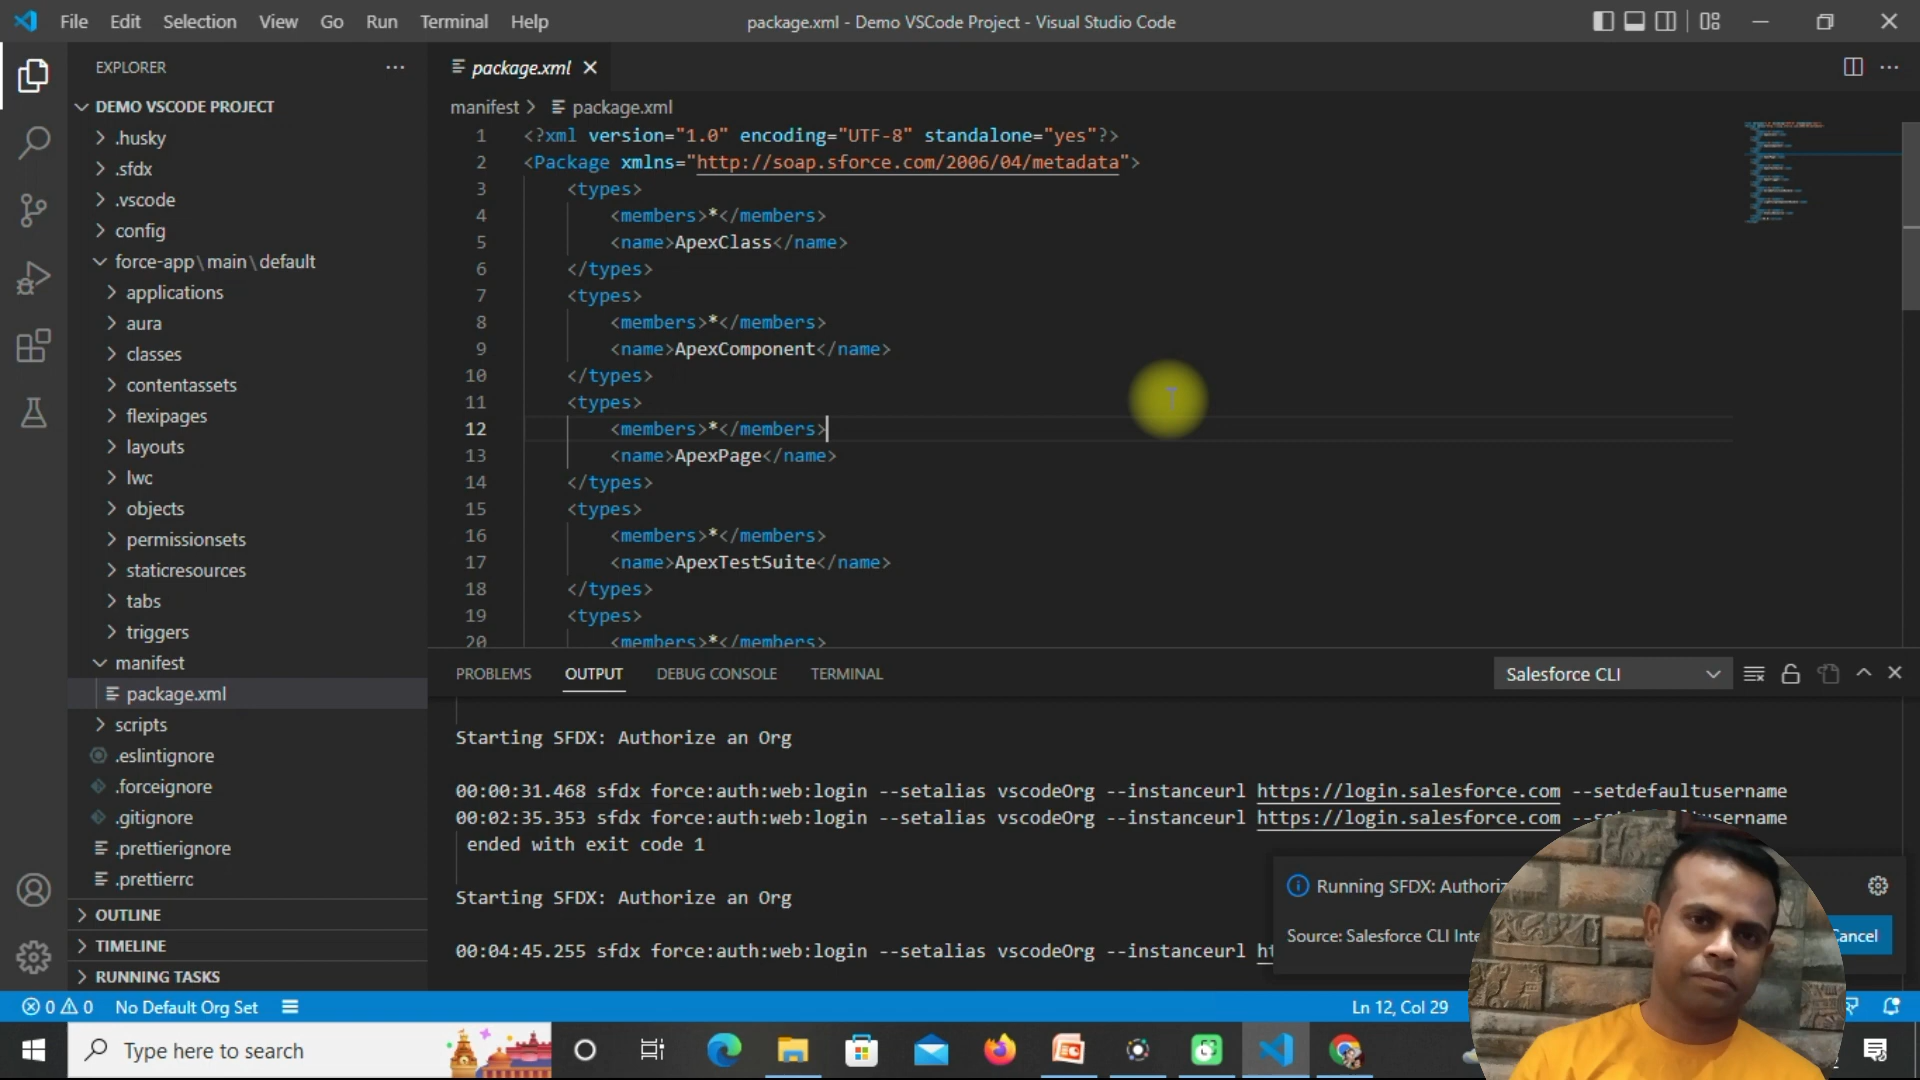 File Edit Selection View Go Run Terminal Help
package.xml - Demo VSCode Project - Visual Studio Code
EXPLORER
DEMO VSCODE PROJECT
.husky
.sfdx
.vscode
config
force-app\main\default
applications
aura
classes
contentassets
flexipages
layouts
lwc
objects
permissionsets
staticresources
tabs
triggers
manifest
package.xml
scripts
.eslintignore
.forceignore
.gitignore
.prettierignore
.prettierrc
OUTLINE
TIMELINE
RUNNING TASKS
package.xml
manifest > package.xml
1 <?xml version="1.0" encoding="UTF-8" standalone="yes"?>
2 <Package xmlns="http://soap.sforce.com/2006/04/metadata">
3 <types>
4 <members>*</members>
5 <name>ApexClass</name>
6 </types>
7 <types>
8 <members>*</members>
9 <name>ApexComponent</name>
10 </types>
11 <types>
12 <members>*</members>
13 <name>ApexPage</name>
14 </types>
15 <types>
16 <members>*</members>
17 <name>ApexTestSuite</name>
18 </types>
19 <types>
20 <members>*</members>
PROBLEMS OUTPUT DEBUG CONSOLE TERMINAL
Salesforce CLI
Starting SFDX: Authorize an Org
00:00:31.468 sfdx force:auth:web:login --setalias vscodeOrg --instanceurl https://login.salesforce.com --setdefaultusername
00:02:35.353 sfdx force:auth:web:login --setalias vscodeOrg --instanceurl https://login.salesforce.com
ended with exit code 1
Starting SFDX: Authorize an Org
00:04:45.255 sfdx force:auth:web:login --setalias vscodeOrg --instanceurl
Running SFDX:
Source: Salesforce CLI
Cancel
0 0 No Default Org Set
Ln 12, Col 29
Type here to search